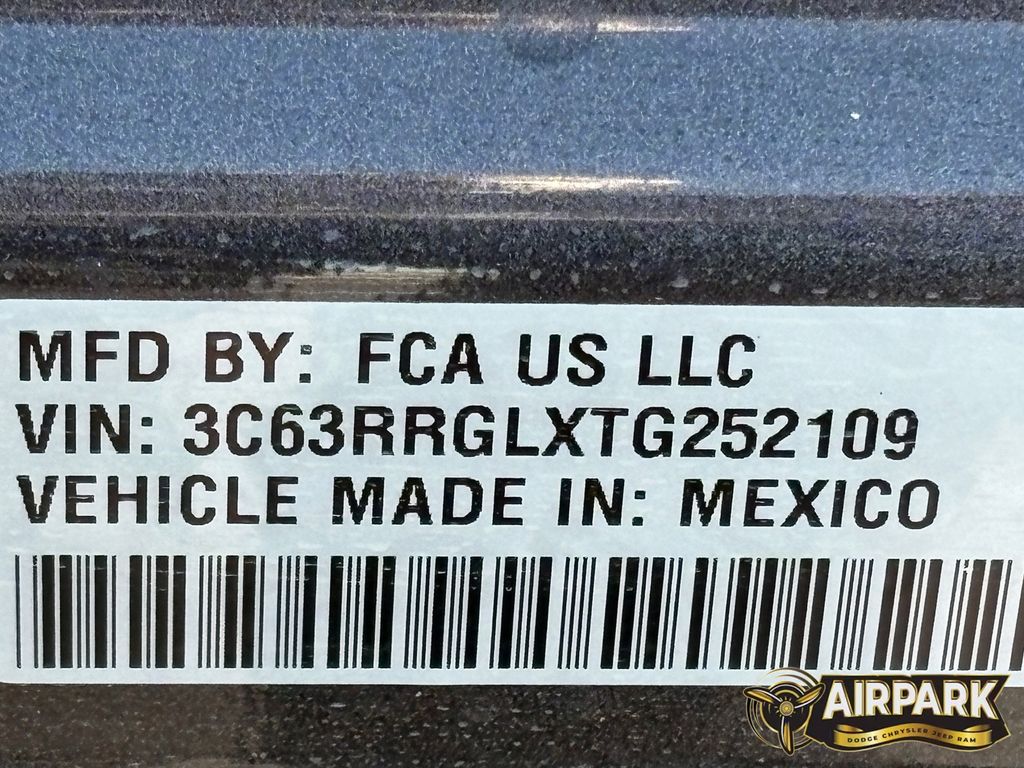 MFD BY: FCA US LLC
VIN: 3C63RRGLXTG252109
VEHICLE MADE IN: MEXICO
AIRPARK
DODGE CHRYSLER JEEP RAM